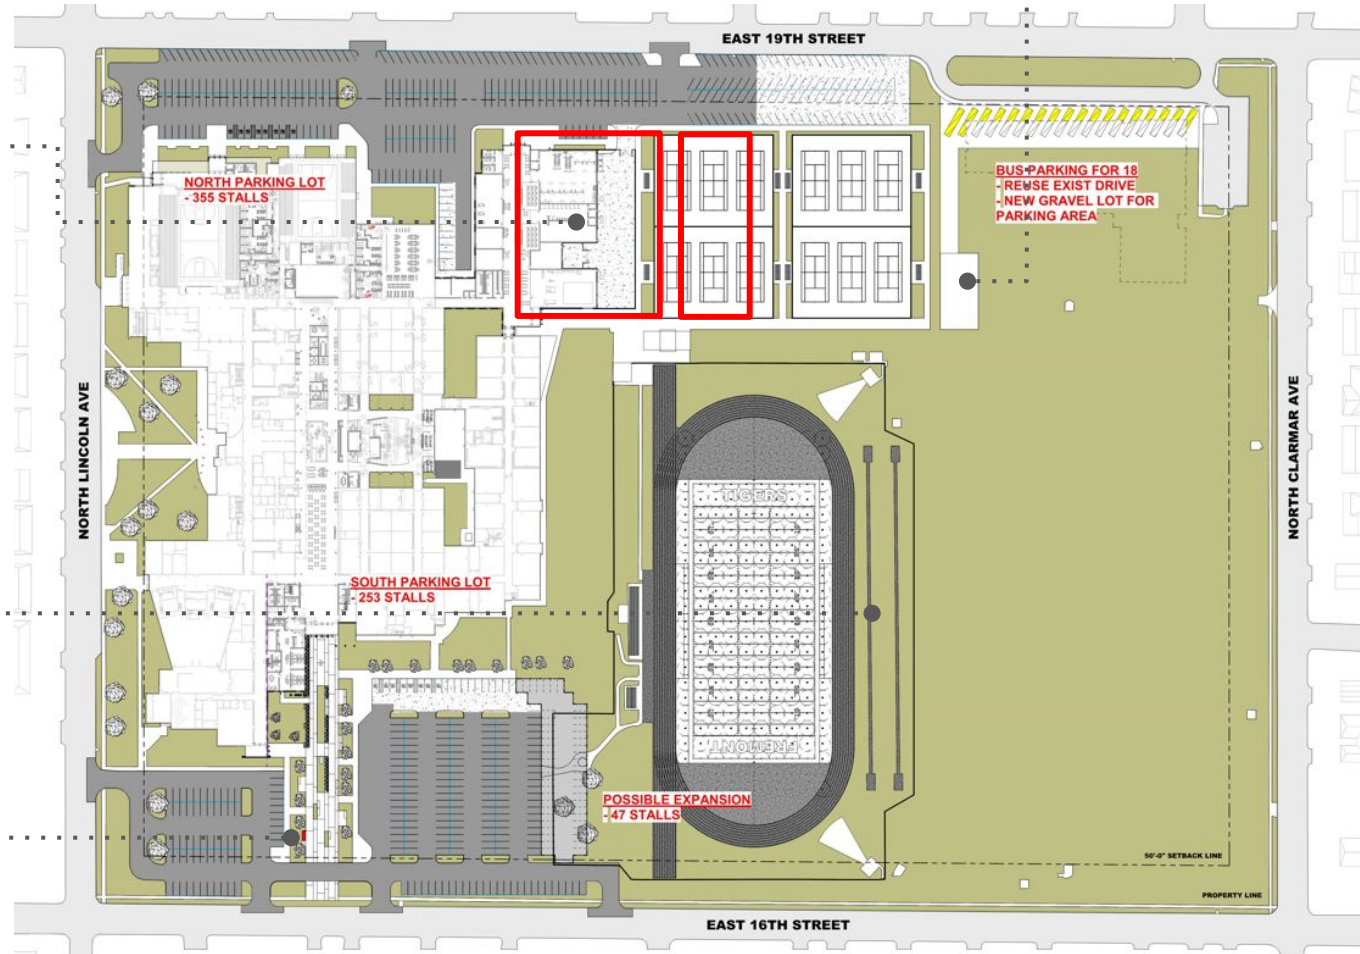 EAST 19TH STREET
NORTH PARKING LOT
- 355 STALLS
BUS PARKING FOR 18
- REUSE EXIST DRIVE
- NEW GRAVEL LOT FOR
PARKING AREA
NORTH LINCOLN AVE
NORTH CLARMAR AVE
TIGERS
SOUTH PARKING LOT
- 253 STALLS
FREMONT
POSSIBLE EXPANSION
- 47 STALLS
50'-0" SETBACK LINE
PROPERTY LINE
EAST 16TH STREET